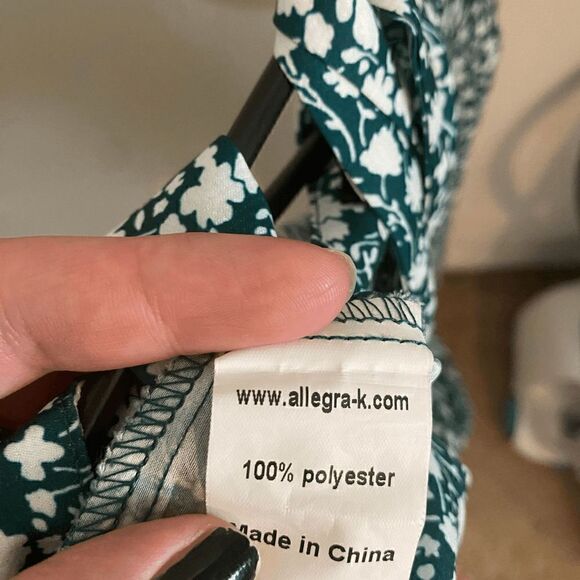 www.allegra-k.com
100% polyester
Made in China